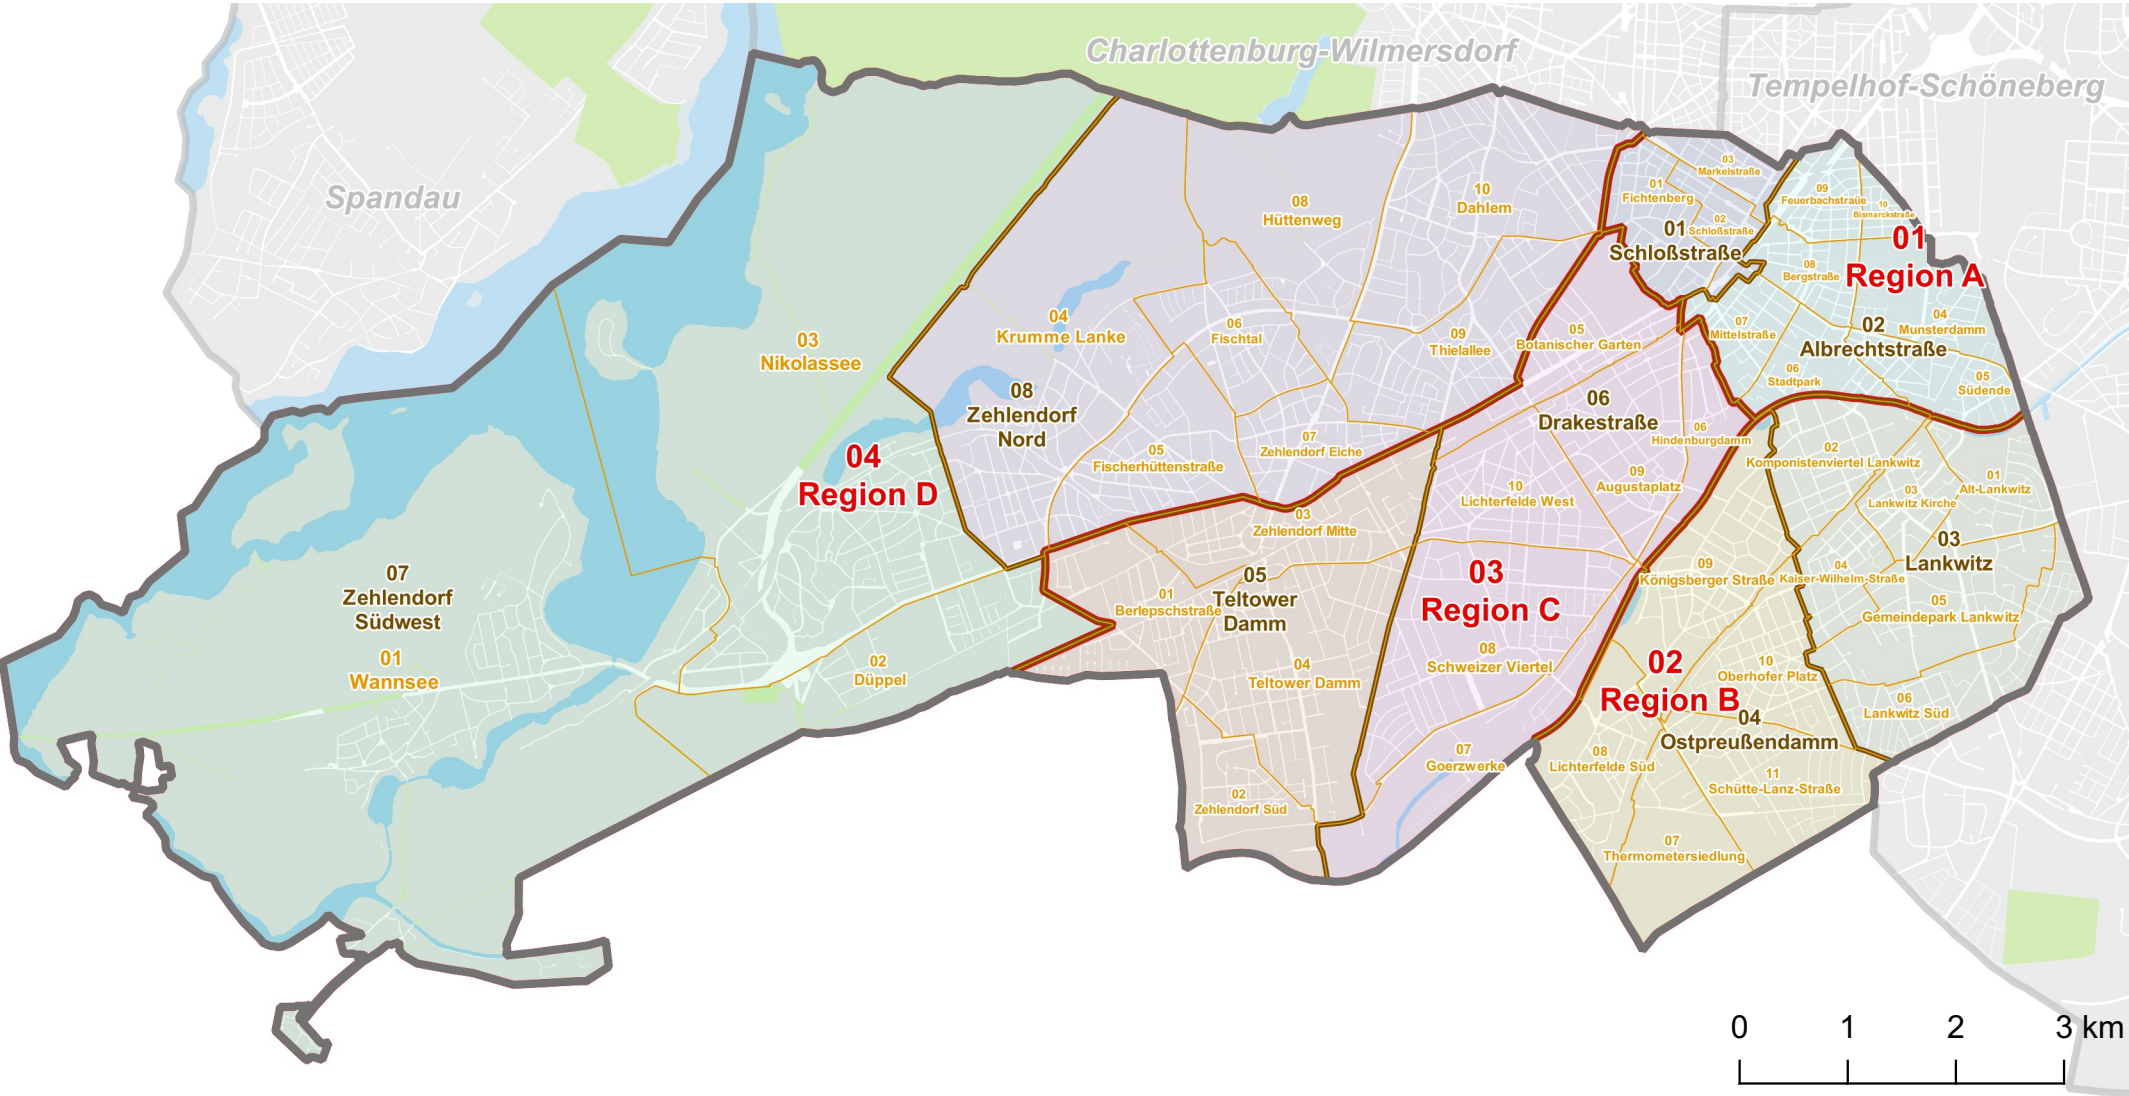 Charlottenburg-Wilmersdorf
Tempelhof-Schöneberg
Spandau
03
Markelstraße
01
Fichtenberg
02
Schloßstraße
01
Schloßstraße
09
Feuerbachstraüe
10
Bismarckstraße
01
Region A
08
Bergstraße
07
Mittelstraße
02
Albrechtstraße
04
Munsterdamm
06
Stadtpark
05
Südende
10
Dahlem
08
Hüttenweg
04
Krumme Lanke
06
Fischtal
09
Thielallee
05
Botanischer Garten
03
Nikolassee
08
Zehlendorf
Nord
05
Fischerhüttenstraße
07
Zehlendorf Eiche
06
Drakestraße
06
Hindenburgdamm
09
Augustaplatz
10
Lichterfelde West
04
Region D
03
Zehlendorf Mitte
05
Teltower
Damm
01
Berlepschstraße
04
Teltower Damm
02
Zehlendorf Süd
03
Region C
08
Schweizer Viertel
07
Goerzwerke
02
Komponistenviertel Lankwitz
01
Alt-Lankwitz
03
Lankwitz Kirche
03
Lankwitz
04
Kaiser-Wilhelm-Straße
05
Gemeindepark Lankwitz
06
Lankwitz Süd
09
Königsberger Straße
10
Oberhofer Platz
02
Region B
04
Ostpreußendamm
08
Lichterfelde Süd
11
Schütte-Lanz-Straße
07
Thermometersiedlung
07
Zehlendorf
Südwest
01
Wannsee
02
Düppel
0 1 2 3 km